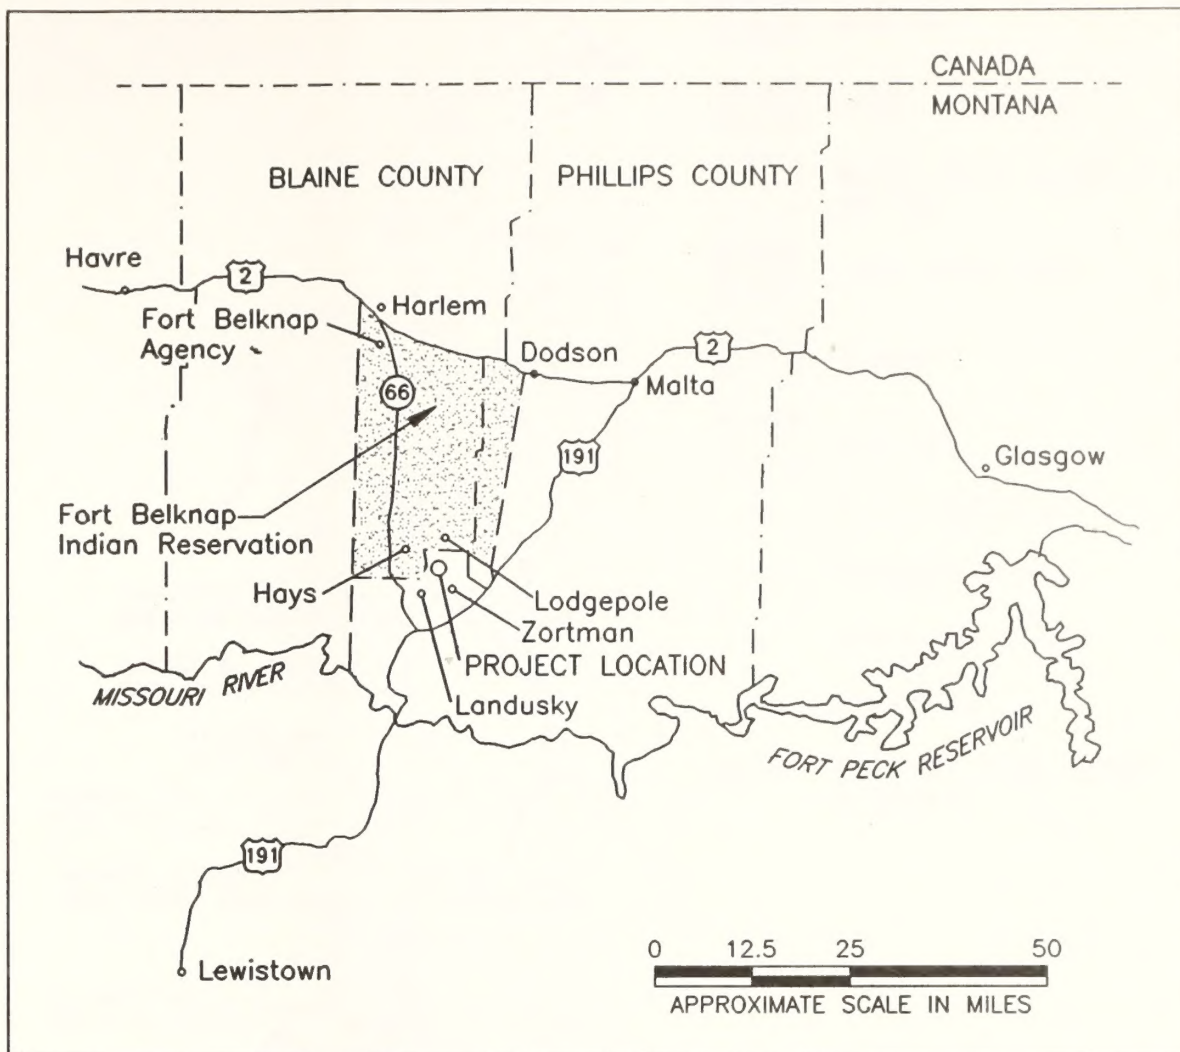 CANADA
MONTANA
BLAINE COUNTY
PHILLIPS COUNTY
Havre
2
Harlem
Fort Belknap
Agency
Dodson
2
Malta
66
191
Glasgow
Fort Belknap
Indian Reservation
Hays
Lodgepole
Zortman
PROJECT LOCATION
MISSOURI RIVER
Landusky
FORT PECK RESERVOIR
191
Lewistown
0 12.5 25 50
APPROXIMATE SCALE IN MILES